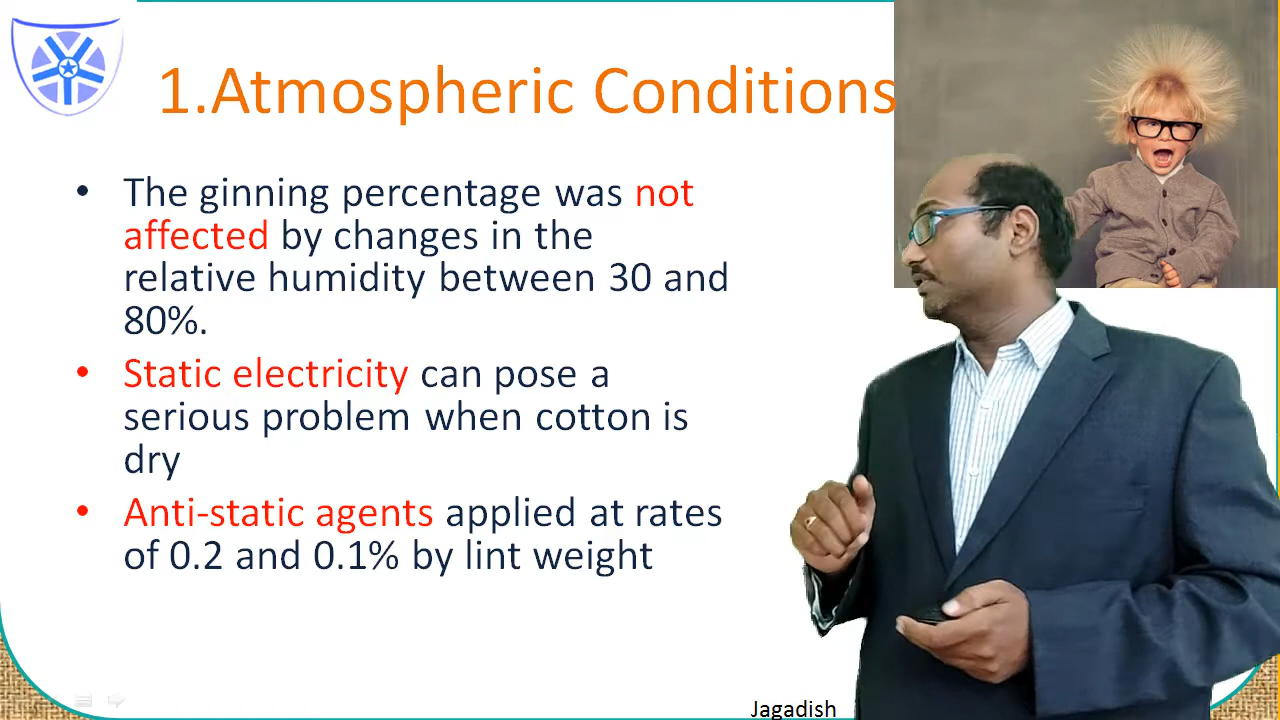 1.Atmospheric Conditions
• The ginning percentage was not
affected by changes in the
relative humidity between 30 and
80%.
• Static electricity can pose a
serious problem when cotton is
dry
• Anti-static agents applied at rates
of 0.2 and 0.1% by lint weight
Jagadish